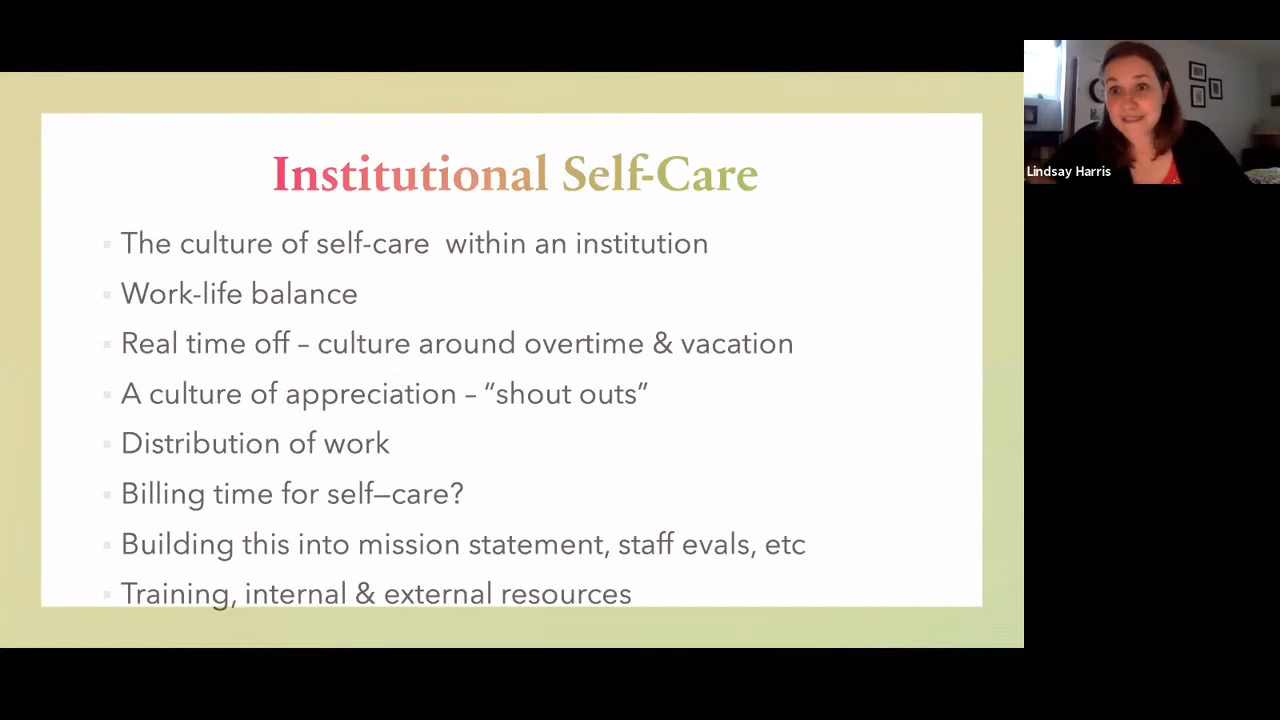 Institutional Self-Care
The culture of self-care  within an institution
Work-life balance
Real time off – culture around overtime & vacation
A culture of appreciation – “shout outs”
Distribution of work
Billing time for self—care?
Building this into mission statement, staff evals, etc
Training, internal & external resources
Lindsay Harris